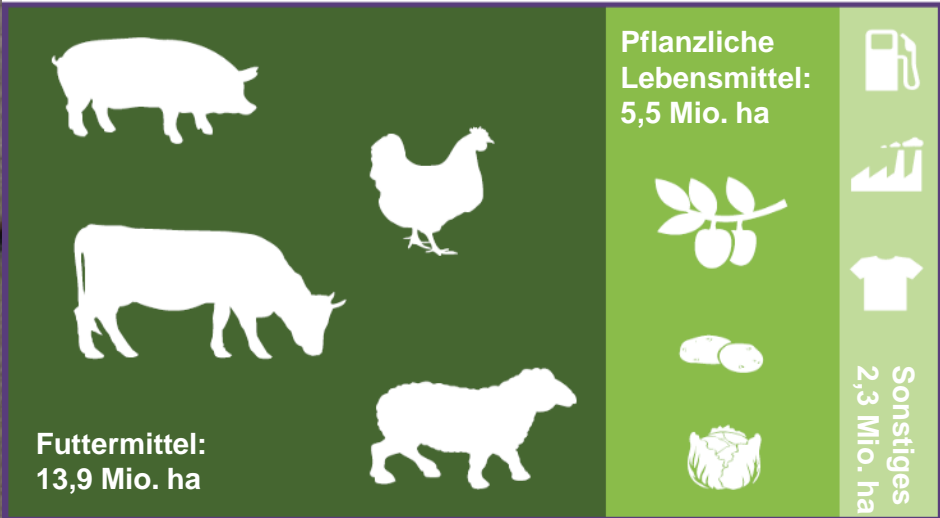 Pflanzliche
Lebensmittel:
5,5 Mio. ha
Futtermittel:
13,9 Mio. ha
Sonstiges
2,3 Mio. ha